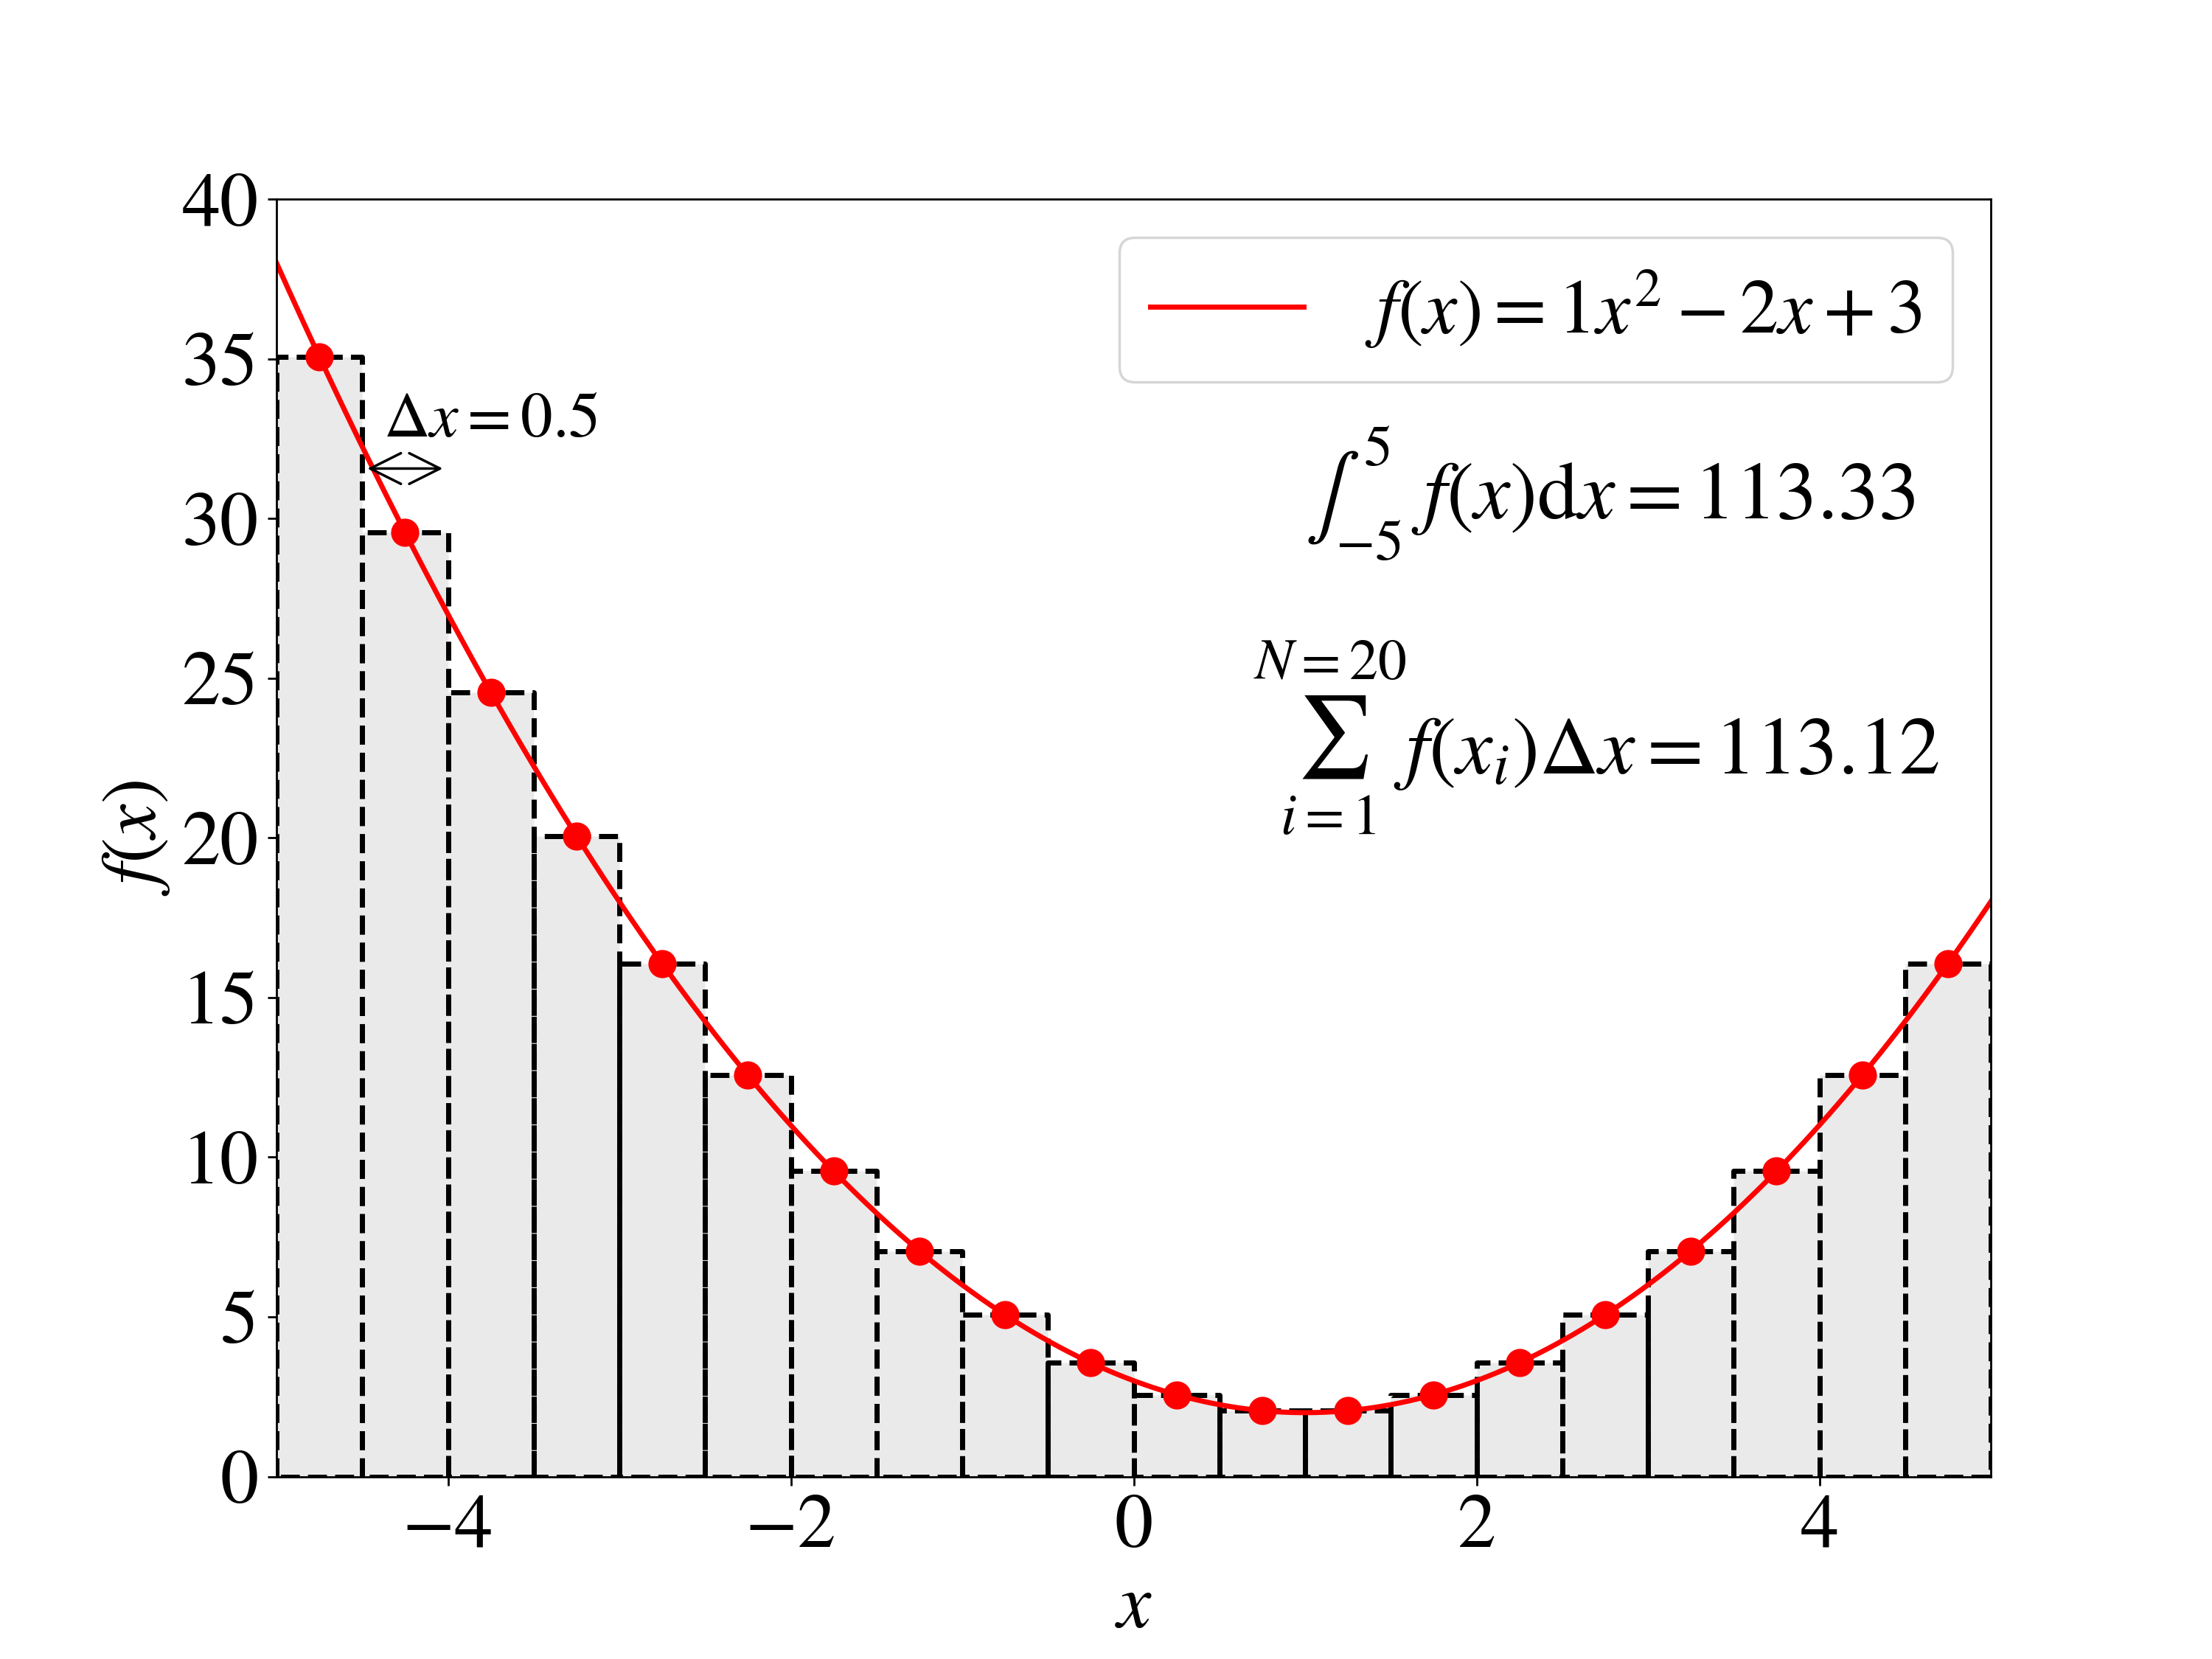 40
35
30
25
20
15
10
5
0
f(x)
f(x) = 1x² − 2x + 3
Δx = 0.5
∫₋₅⁵ f(x)dx = 113.33
N = 20
∑ f(xᵢ)Δx = 113.12
i = 1
−4 −2 0 2 4
x